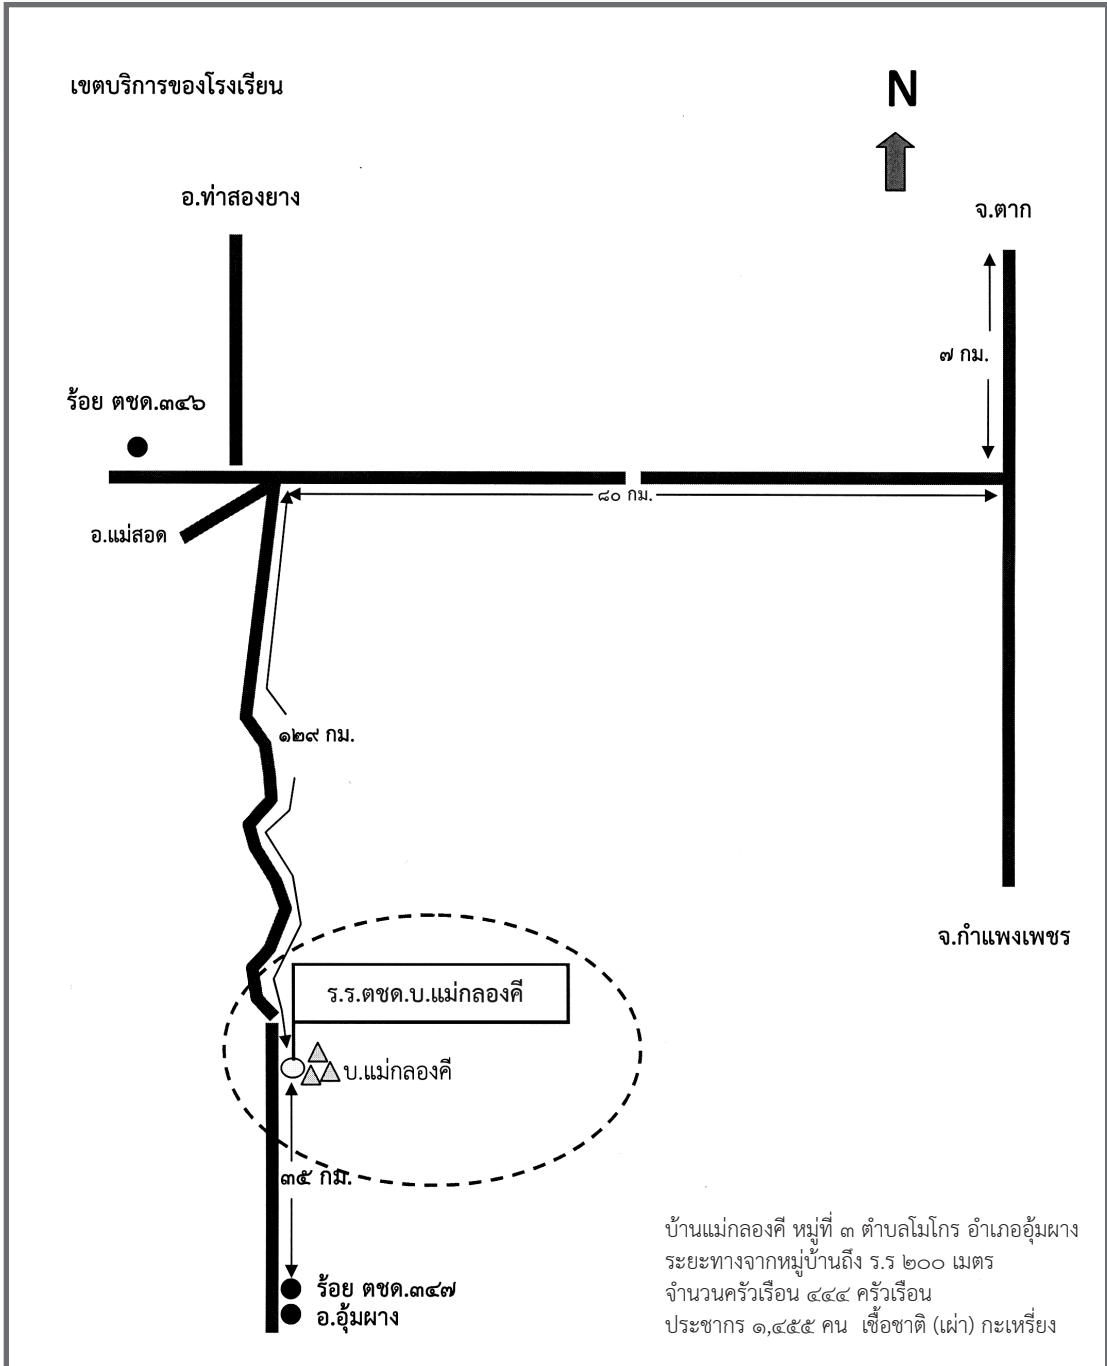 เขตบริการของโรงเรียน
N
อ.ท่าสองยาง
จ.ตาก
๗ กม.
ร้อย ตชด.๓๔๖
๘๐ กม.
อ.แม่สอด
๑๒๙ กม.
จ.กำแพงเพชร
ร.ร.ตชด.บ.แม่กลองคี
บ.แม่กลองคี
๓๕ กม.
ร้อย ตชด.๓๔๗
อ.อุ้มผาง
บ้านแม่กลองคี หมู่ที่ ๓ ตำบลโมโกร อำเภออุ้มผาง
ระยะทางจากหมู่บ้านถึง ร.ร ๒๐๐ เมตร
จำนวนครัวเรือน ๔๔๔ ครัวเรือน
ประชากร ๑,๔๕๕ คน เชื้อชาติ (เผ่า) กะเหรี่ยง